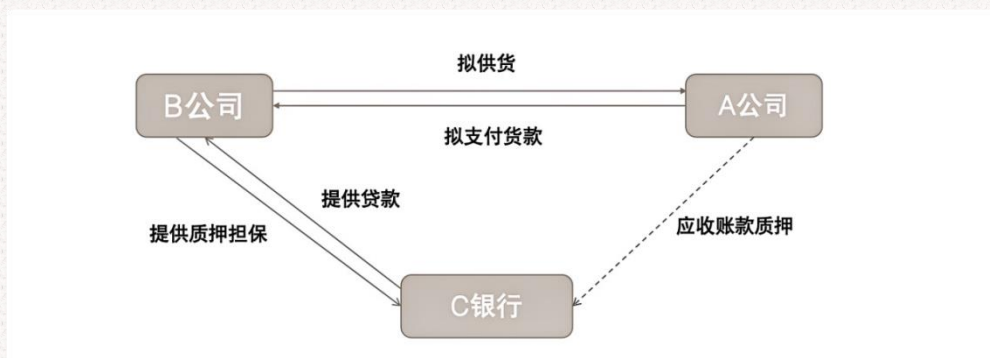 拟供货
B公司
A公司
拟支付货款
提供贷款
提供质押担保
应收账款质押
C银行